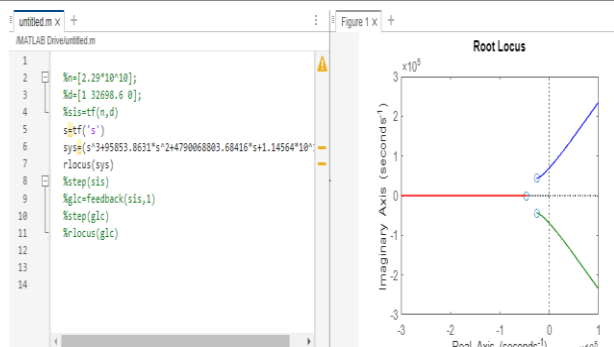 untitled.m × +
/MATLAB Drive/untitled.m
1
2 %n=[2.29*10^10];
3 %d=[1 32698.6 0];
4 %sis=tf(n,d)
5 s=tf('s')
6 sys=(s^3+95853.8631*s^2+4790068803.68416*s+1.14564*10^
7 rlocus(sys)
8 %step(sis)
9 %glc=feedback(sis,1)
10 %step(glc)
11 %rlocus(glc)
12
13
14
Figure 1 × +
Root Locus
×10^5
3
2
1
0
-1
-2
-3
Imaginary Axis (seconds^-1)
-3 -2 -1 0 1
Real Axis (seconds^-1)
×10^5